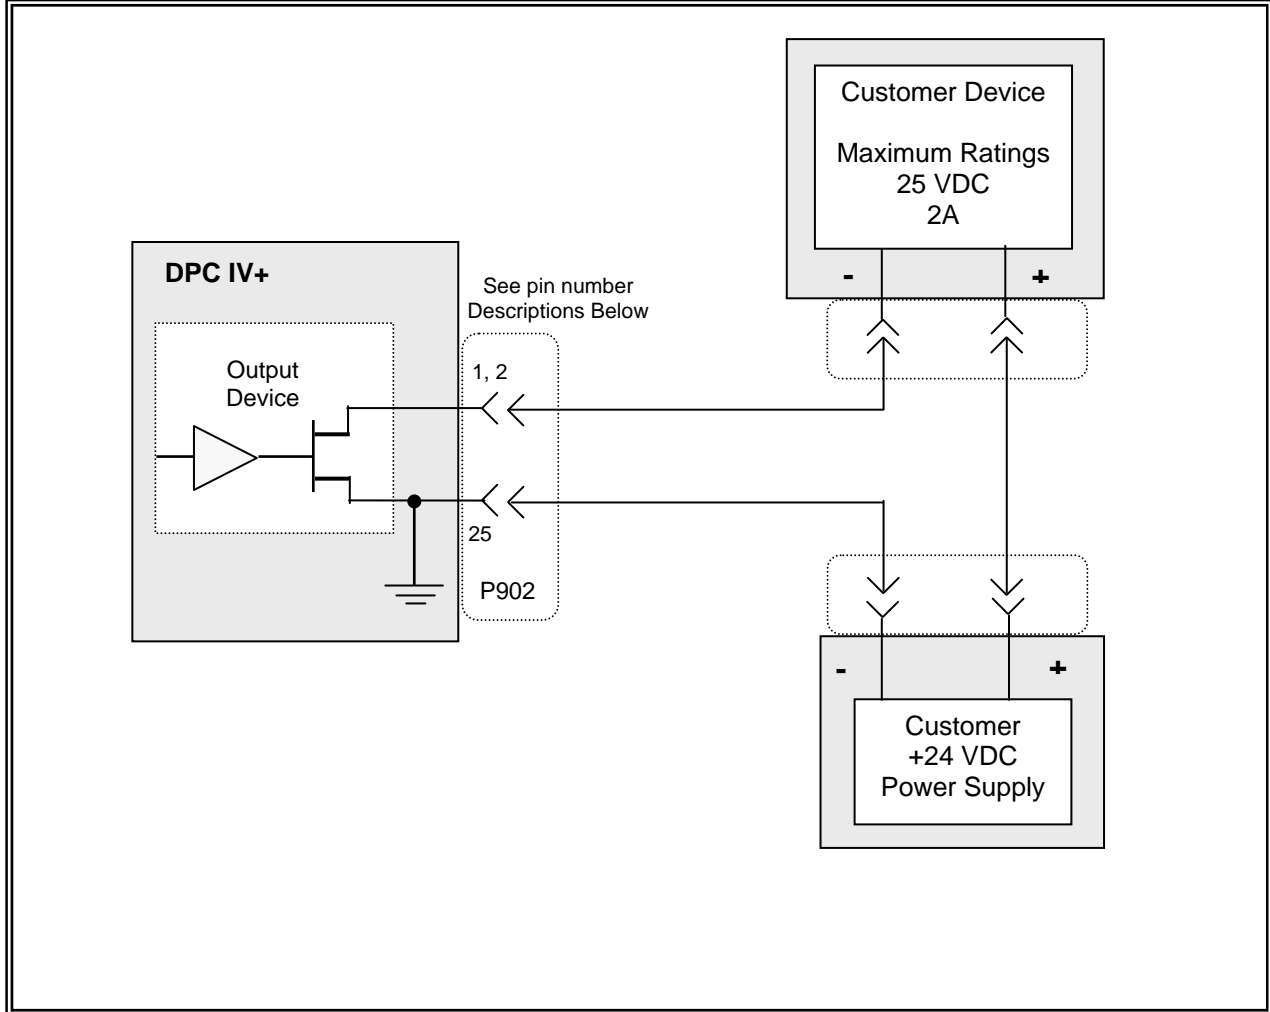 Customer Device
Maximum Ratings
25 VDC
2A
- +
DPC IV+
See pin number
Descriptions Below
Output
Device
1, 2
25
P902
- +
Customer
+24 VDC
Power Supply